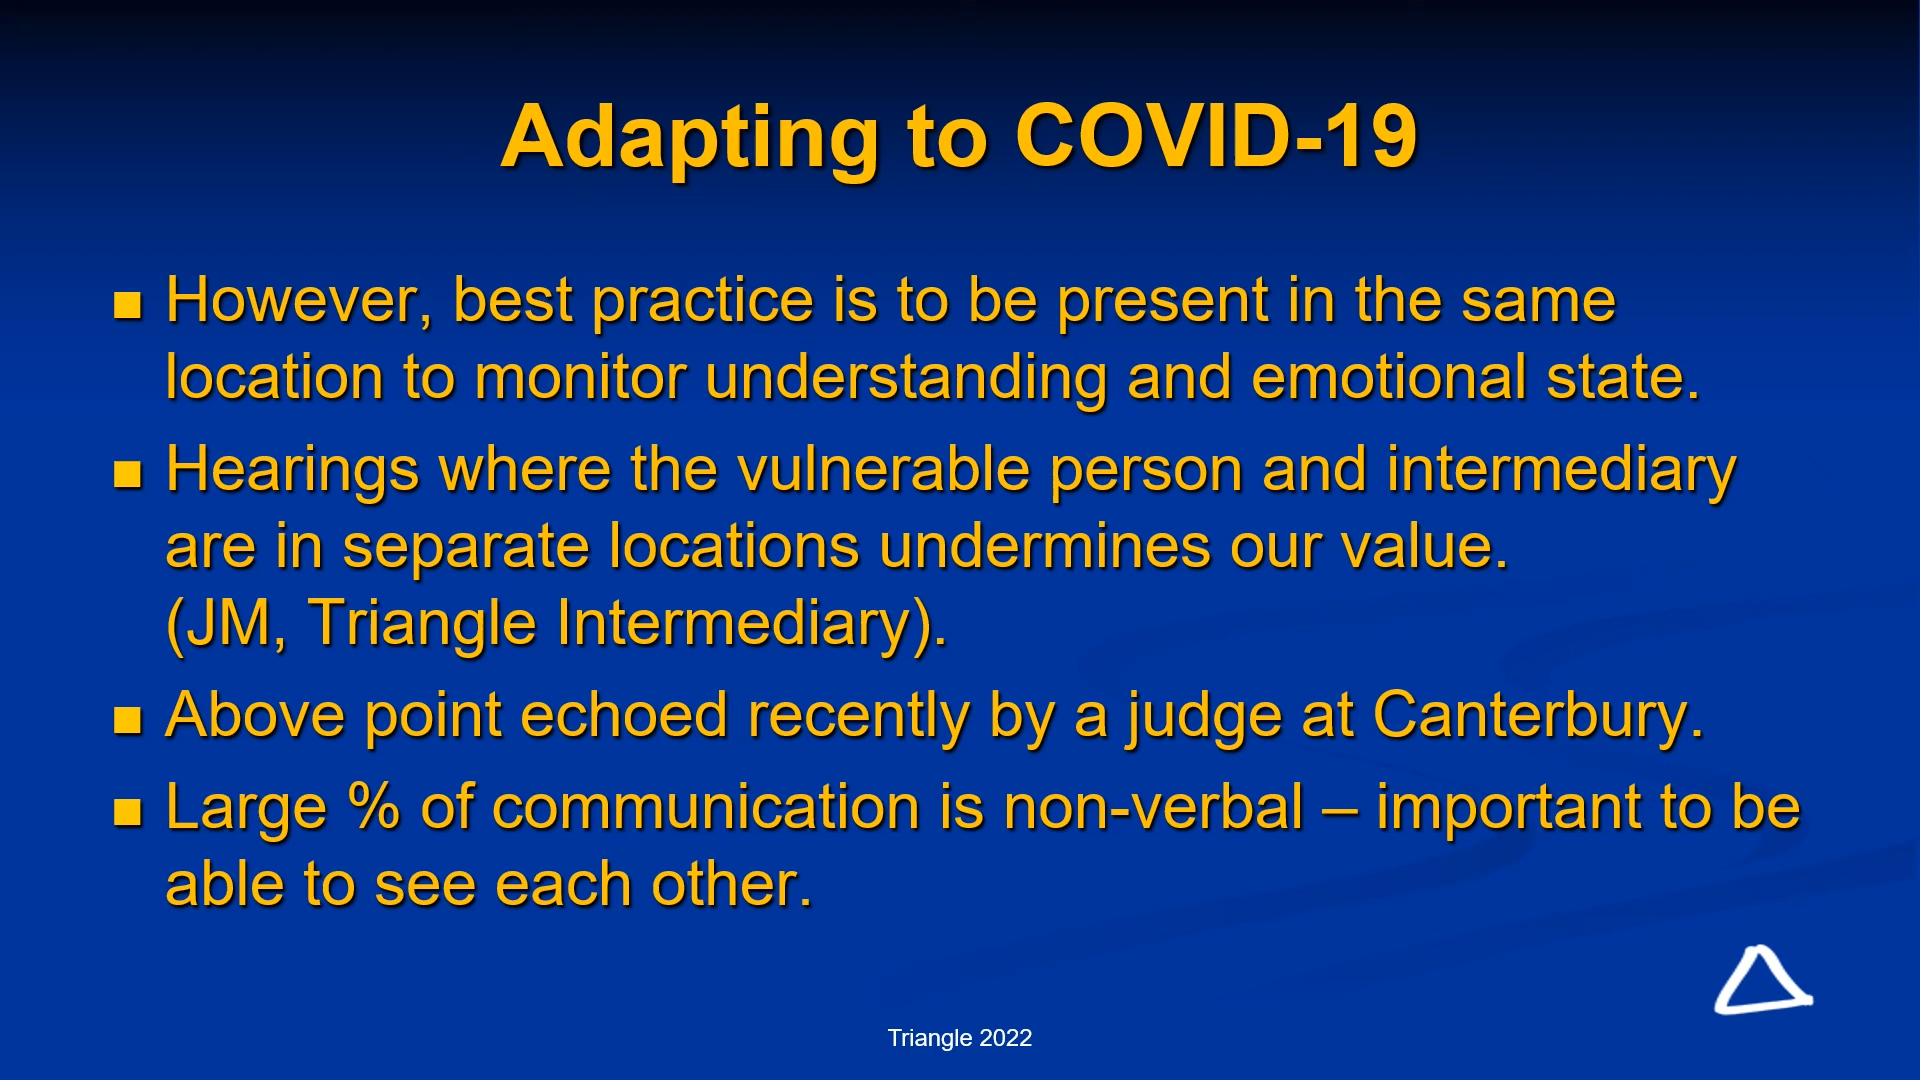 Adapting to COVID-19
■ However, best practice is to be present in the same
location to monitor understanding and emotional state.
■ Hearings where the vulnerable person and intermediary
are in separate locations undermines our value.
(JM, Triangle Intermediary).
■ Above point echoed recently by a judge at Canterbury.
■ Large % of communication is non-verbal – important to be
able to see each other.
Triangle 2022